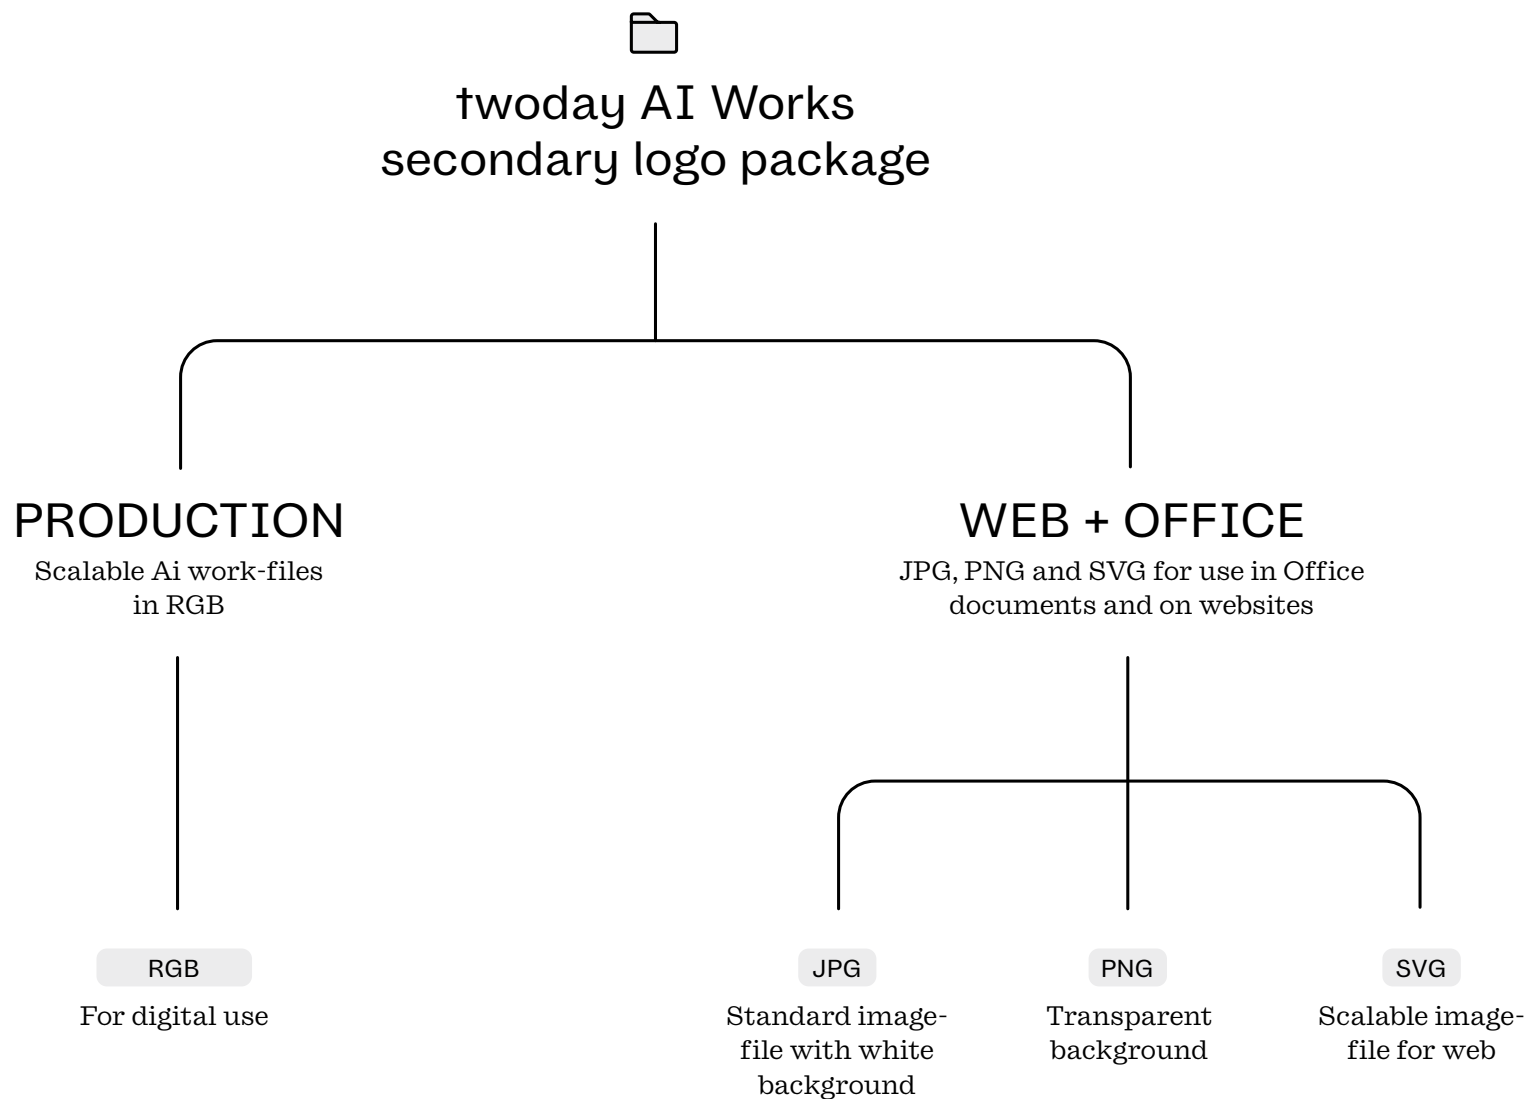 twoday AI Works
secondary logo package
PRODUCTION
Scalable Ai work-files
in RGB
WEB + OFFICE
JPG, PNG and SVG for use in Office
documents and on websites
RGB
For digital use
JPG
Standard image-
file with white
background
PNG
Transparent
background
SVG
Scalable image-
file for web